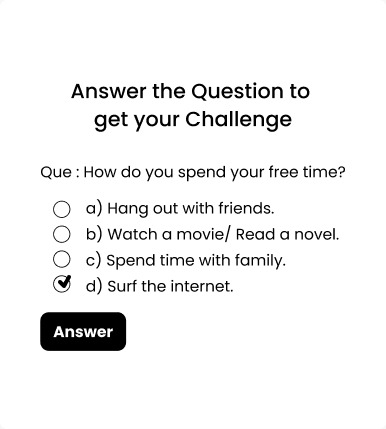 Answer the Question to
get your Challenge
Que : How do you spend your free time?
a) Hang out with friends.
b) Watch a movie/ Read a novel.
c) Spend time with family.
d) Surf the internet.
Answer